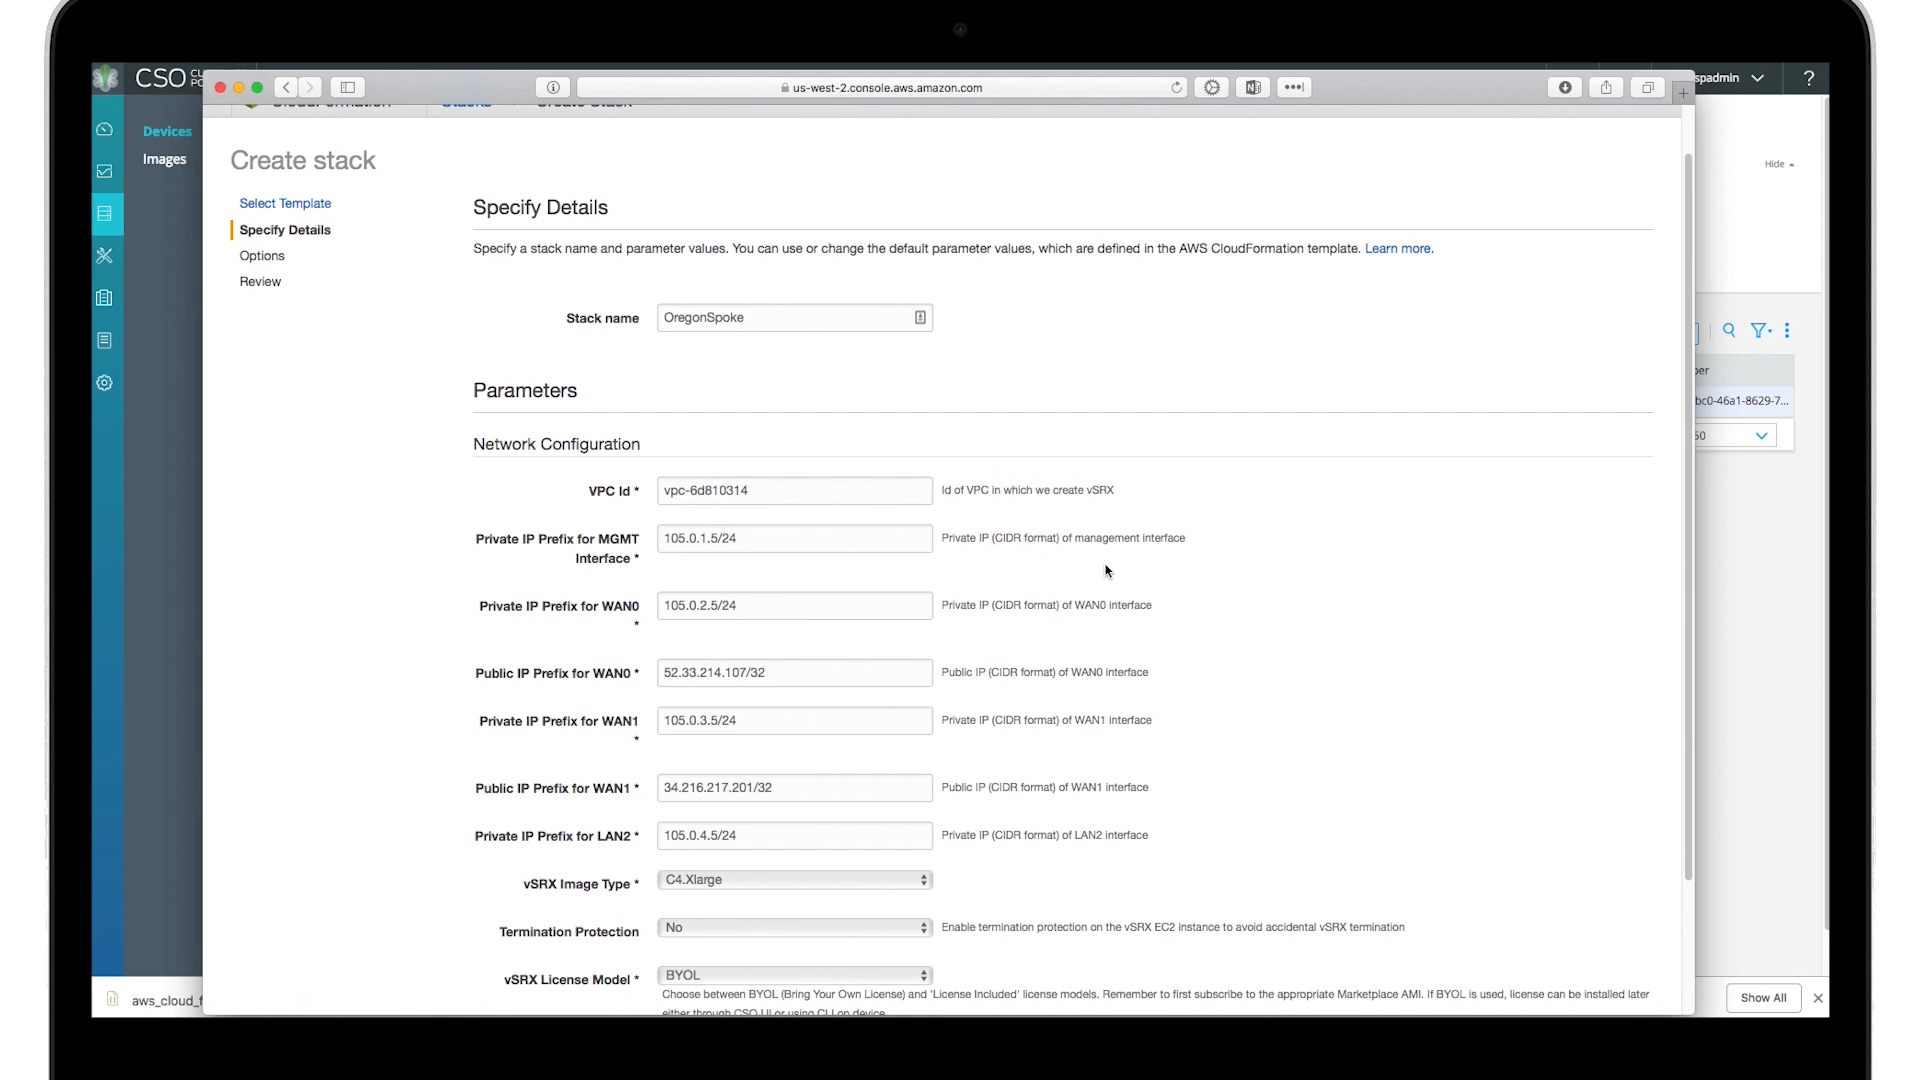 CSO
us-west-2.console.aws.amazon.com
spadmin
?
Devices
Images
Hide
Create stack
Select Template
Specify Details
Options
Review
Specify Details
Specify a stack name and parameter values. You can use or change the default parameter values, which are defined in the AWS CloudFormation template. Learn more.
Stack name
OregonSpoke
Parameters
Network Configuration
VPC Id *
vpc-6d810314
Id of VPC in which we create vSRX
Private IP Prefix for MGMT
Interface *
105.0.1.5/24
Private IP (CIDR format) of management interface
Private IP Prefix for WAN0
*
105.0.2.5/24
Private IP (CIDR format) of WAN0 interface
Public IP Prefix for WAN0 *
52.33.214.107/32
Public IP (CIDR format) of WAN0 interface
Private IP Prefix for WAN1
*
105.0.3.5/24
Private IP (CIDR format) of WAN1 interface
Public IP Prefix for WAN1 *
34.216.217.201/32
Public IP (CIDR format) of WAN1 interface
Private IP Prefix for LAN2 *
105.0.4.5/24
Private IP (CIDR format) of LAN2 interface
vSRX Image Type *
C4.Xlarge
Termination Protection
No
Enable termination protection on the vSRX EC2 instance to avoid accidental vSRX termination
vSRX License Model *
BYOL
Choose between BYOL (Bring Your Own License) and 'License Included' license models. Remember to first subscribe to the appropriate Marketplace AMI. If BYOL is used, license can be installed later
either through CSO UI or using CLI on device
ber
bc0-46a1-8629-7...
50
aws_cloud_f
Show All